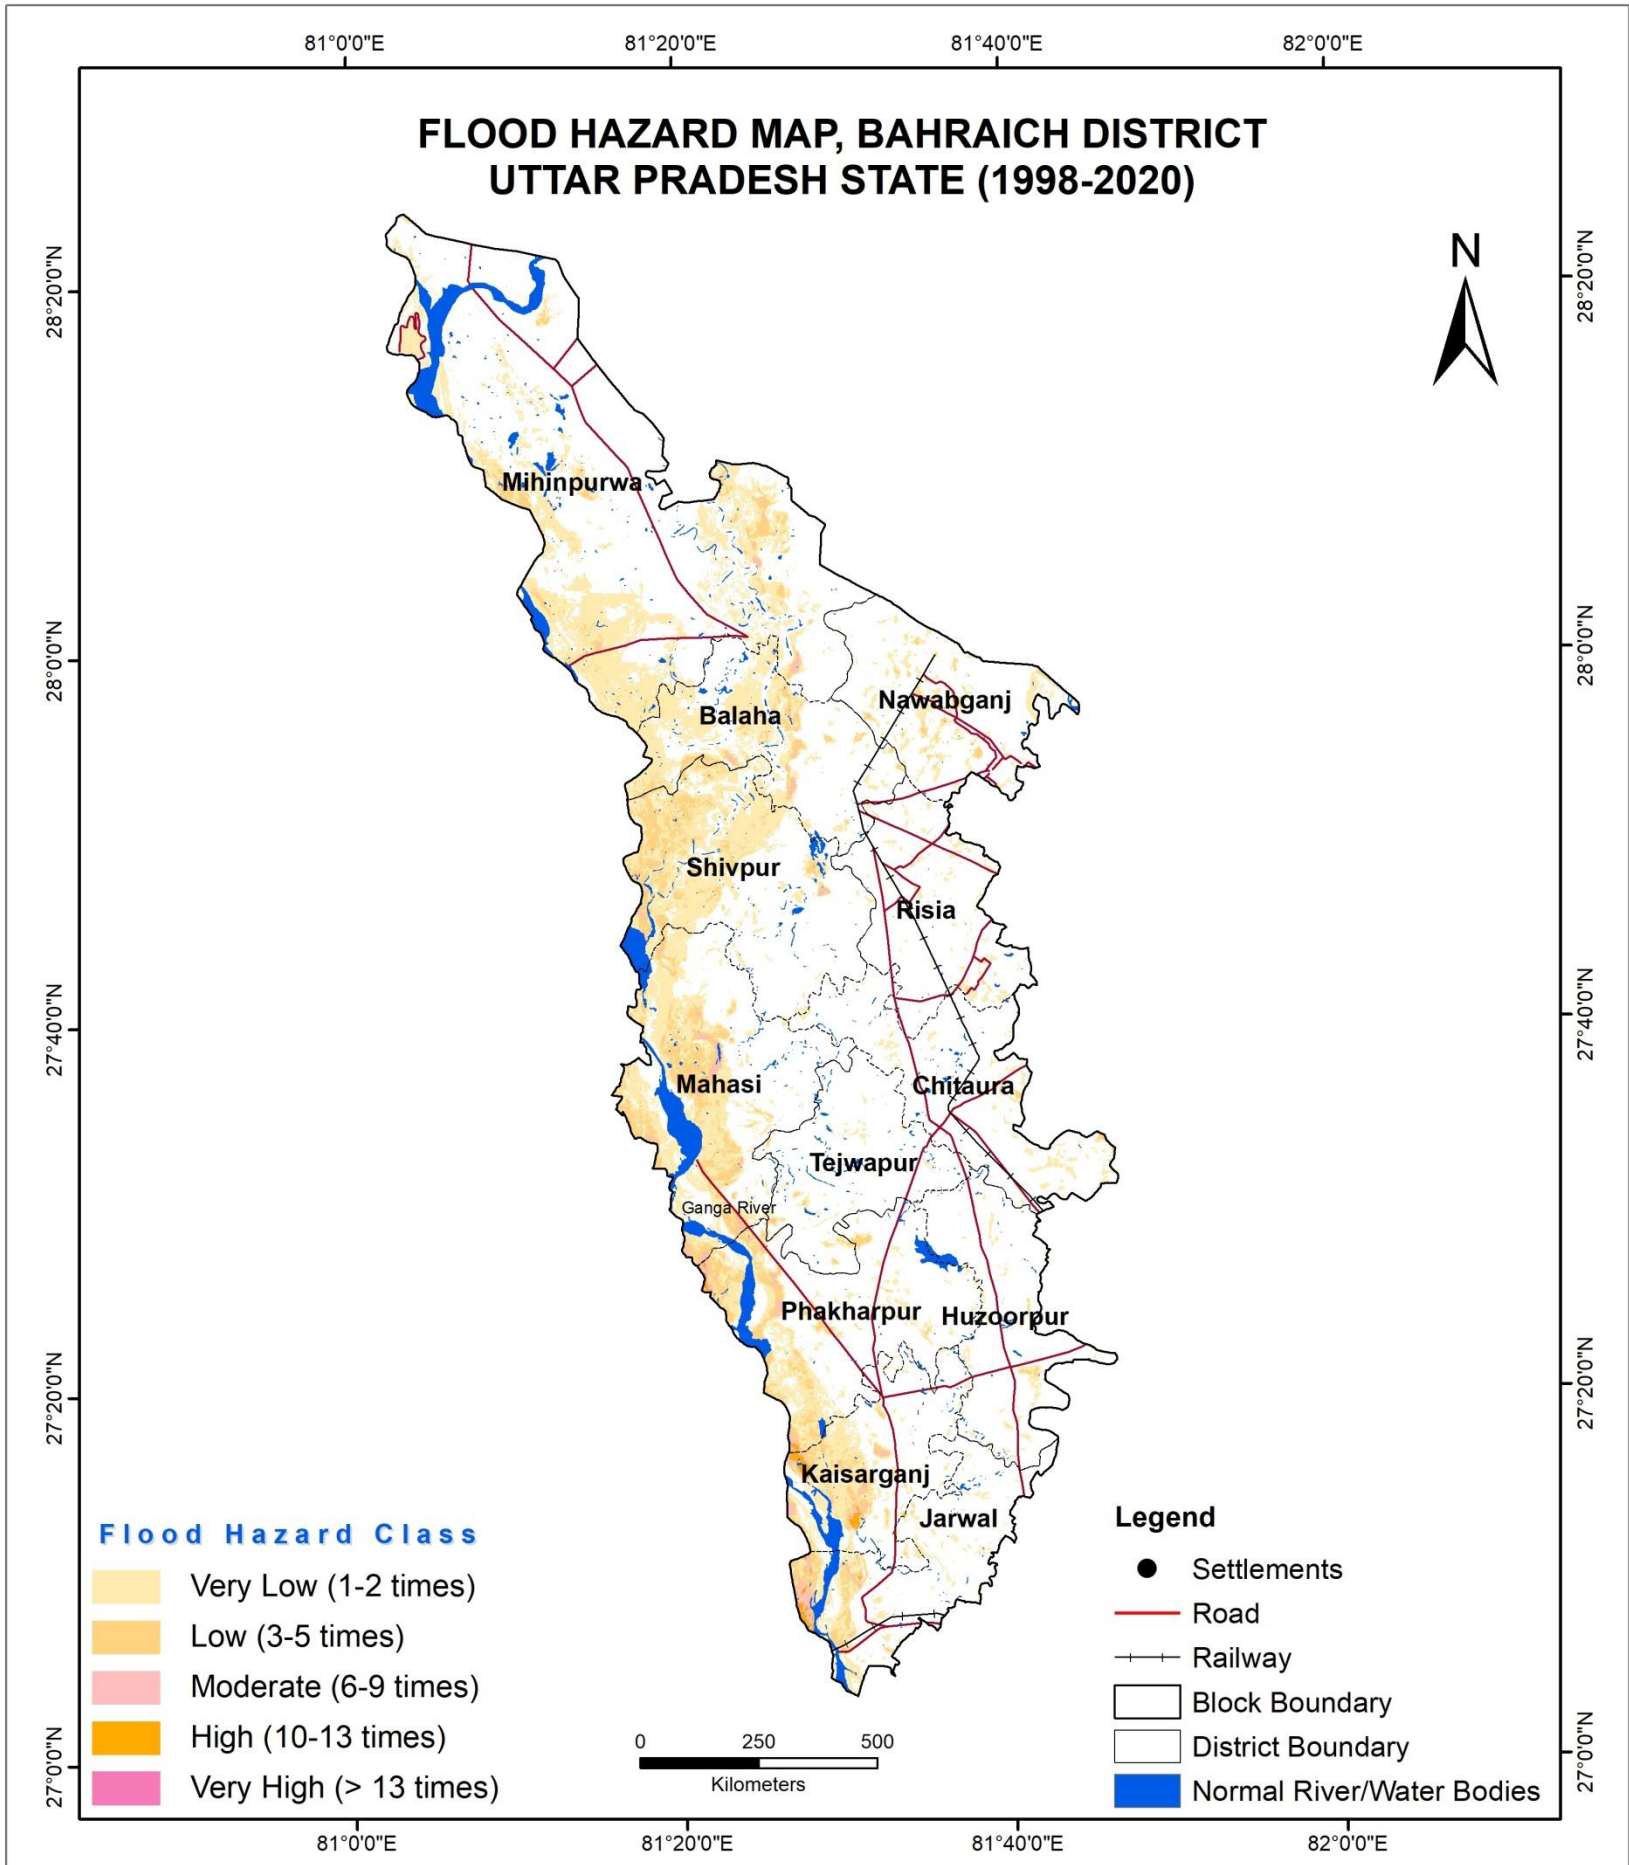 81°0'0"E 81°20'0"E 81°40'0"E 82°0'0"E
FLOOD HAZARD MAP, BAHRAICH DISTRICT
UTTAR PRADESH STATE (1998-2020)
N
28°20'0"N 28°20'0"N
Mihinpurwa
28°0'0"N 28°0'0"N
Nawabganj
Balaha
Shivpur
Risia
27°40'0"N 27°40'0"N
Mahasi
Chitaura
Tejwapur
Ganga River
Phakharpur
Huzoorpur
27°20'0"N 27°20'0"N
Kaisarganj
Jarwal
Flood Hazard Class
Very Low (1-2 times)
Low (3-5 times)
Moderate (6-9 times)
High (10-13 times)
Very High (> 13 times)
0 250 500
Kilometers
Legend
Settlements
Road
Railway
Block Boundary
District Boundary
Normal River/Water Bodies
27°0'0"N 27°0'0"N
81°0'0"E 81°20'0"E 81°40'0"E 82°0'0"E